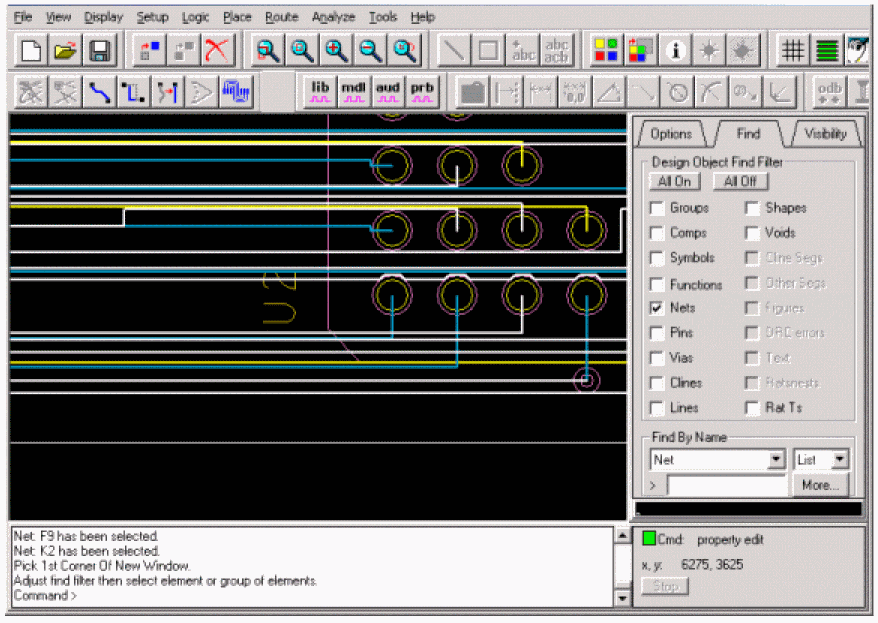 File View Display Setup Logic Place Route Analyze Tools Help
abc abc acb
i
lib mdl aud prb
0,0 odb
Options Find Visibility
Design Object Find Filter
All On All Off
Groups Shapes
Comps Voids
Symbols Cline Segs
Functions Other Segs
Nets Figures
Pins DRC errors
Vias Text
Clines Ratsnests
Lines Rat Ts
U2
Find By Name
Net List
> More...
Net: F9 has been selected.
Net: K2 has been selected.
Pick 1st Corner Of New Window.
Adjust find filter then select element or group of elements.
Command >
Cmd: property edit
x, y: 6275, 3625
Stop